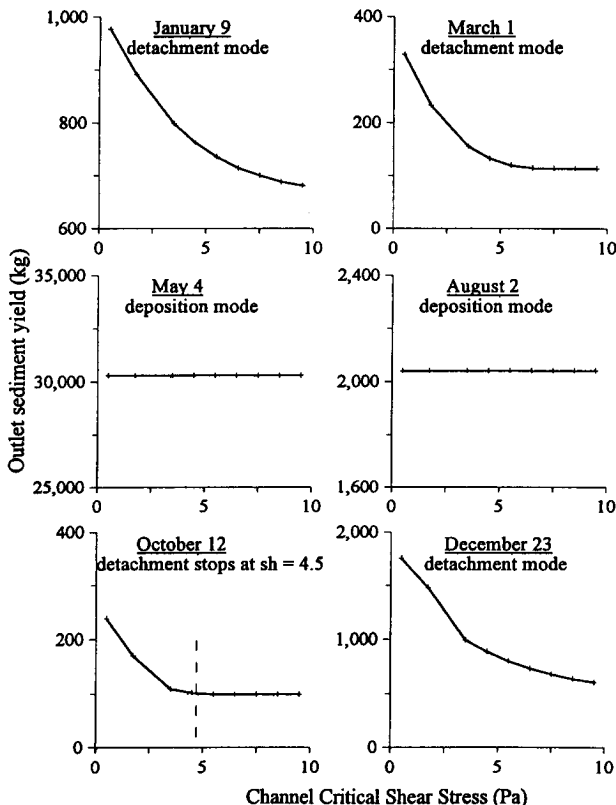 January 9
detachment mode
1,000
800
600
0
5
10
March 1
detachment mode
400
200
0
0
5
10
May 4
deposition mode
35,000
30,000
25,000
0
5
10
August 2
deposition mode
2,400
2,000
1,600
0
5
10
October 12
detachment stops at sh = 4.5
400
200
0
0
5
10
December 23
detachment mode
2,000
1,000
0
0
5
10
Outlet sediment yield (kg)
Channel Critical Shear Stress (Pa)